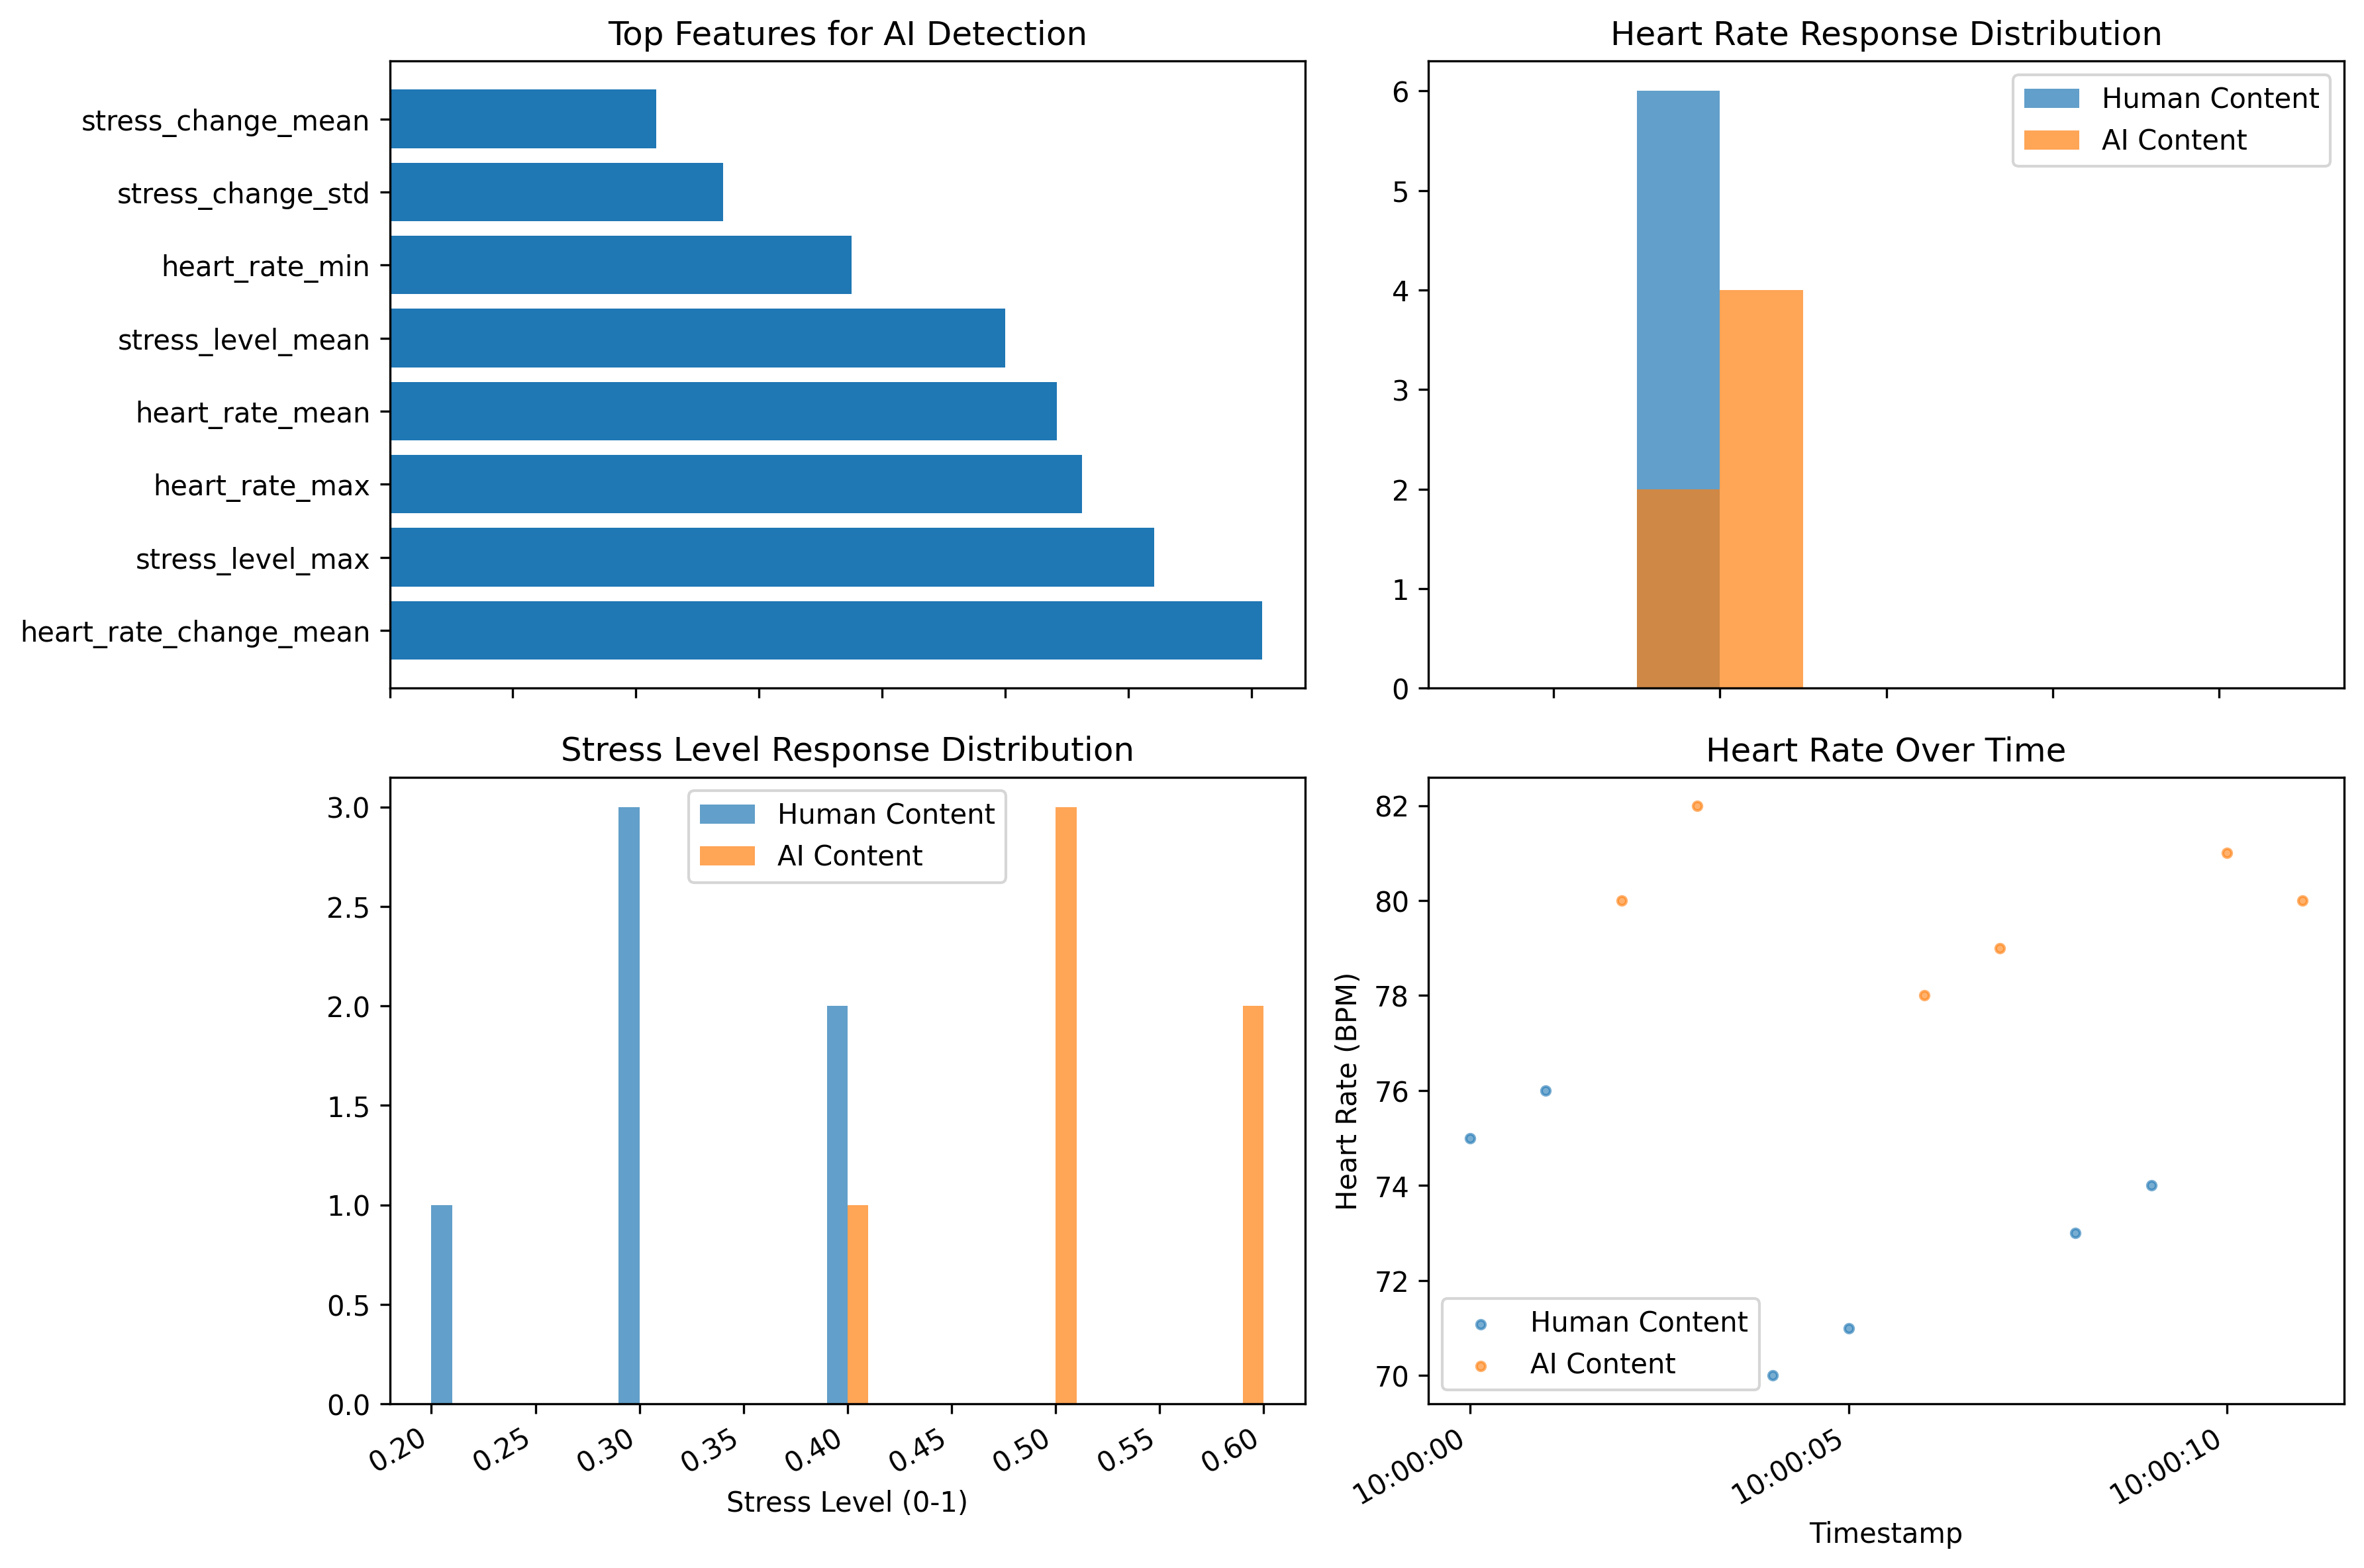 Top Features for AI Detection
stress_change_mean
stress_change_std
heart_rate_min
stress_level_mean
heart_rate_mean
heart_rate_max
stress_level_max
heart_rate_change_mean
Heart Rate Response Distribution
6
5
4
3
2
1
0
Human Content
AI Content
Stress Level Response Distribution
3.0
2.5
2.0
1.5
1.0
0.5
0.0
Human Content
AI Content
0.20
0.25
0.30
0.35
0.40
0.45
0.50
0.55
0.60
Stress Level (0-1)
Heart Rate Over Time
Heart Rate (BPM)
82
80
78
76
74
72
70
Human Content
AI Content
10:00:00
10:00:05
10:00:10
Timestamp